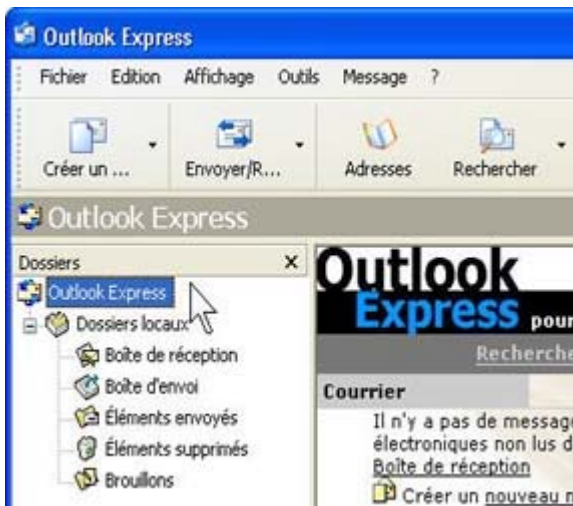 Outlook Express
Fichier Edition Affichage Outils Message ?
Créer un ... Envoyer/R... Adresses Rechercher
Outlook Express
Dossiers
Outlook Express
Dossiers locaux
Boîte de réception
Boîte d'envoi
Éléments envoyés
Éléments supprimés
Brouillons
Outlook
Express pour
Recherche
Courrier
Il n'y a pas de message
électroniques non lus d
Boîte de réception
Créer un nouveau m